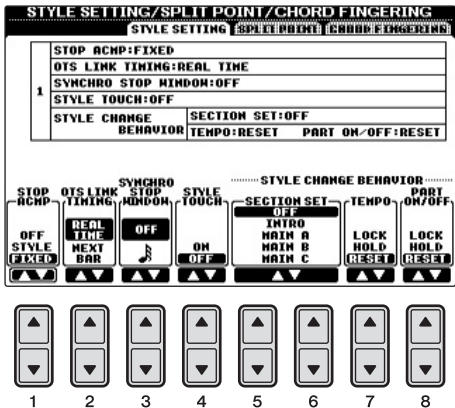 STYLE SETTING/SPLIT POINT/CHORD FINGERING
STYLE SETTING SPLIT POINT CHORD FINGERING
1
STOP ACMP:FIXED
OTS LINK TIMING:REAL TIME
SYNCHRO STOP WINDOW:OFF
STYLE TOUCH:OFF
STYLE CHANGE BEHAVIOR
SECTION SET:OFF
TEMPO:RESET PART ON/OFF:RESET
STYLE CHANGE BEHAVIOR
STOP ACMP
OFF
STYLE
FIXED
OTS LINK TIMING
REAL TIME
NEXT BAR
SYNCHRO STOP WINDOW
OFF
STYLE TOUCH
ON
OFF
SECTION SET
OFF
INTRO
MAIN A
MAIN B
MAIN C
TEMPO
LOCK
HOLD
RESET
PART ON/OFF
LOCK
HOLD
RESET
1 2 3 4 5 6 7 8